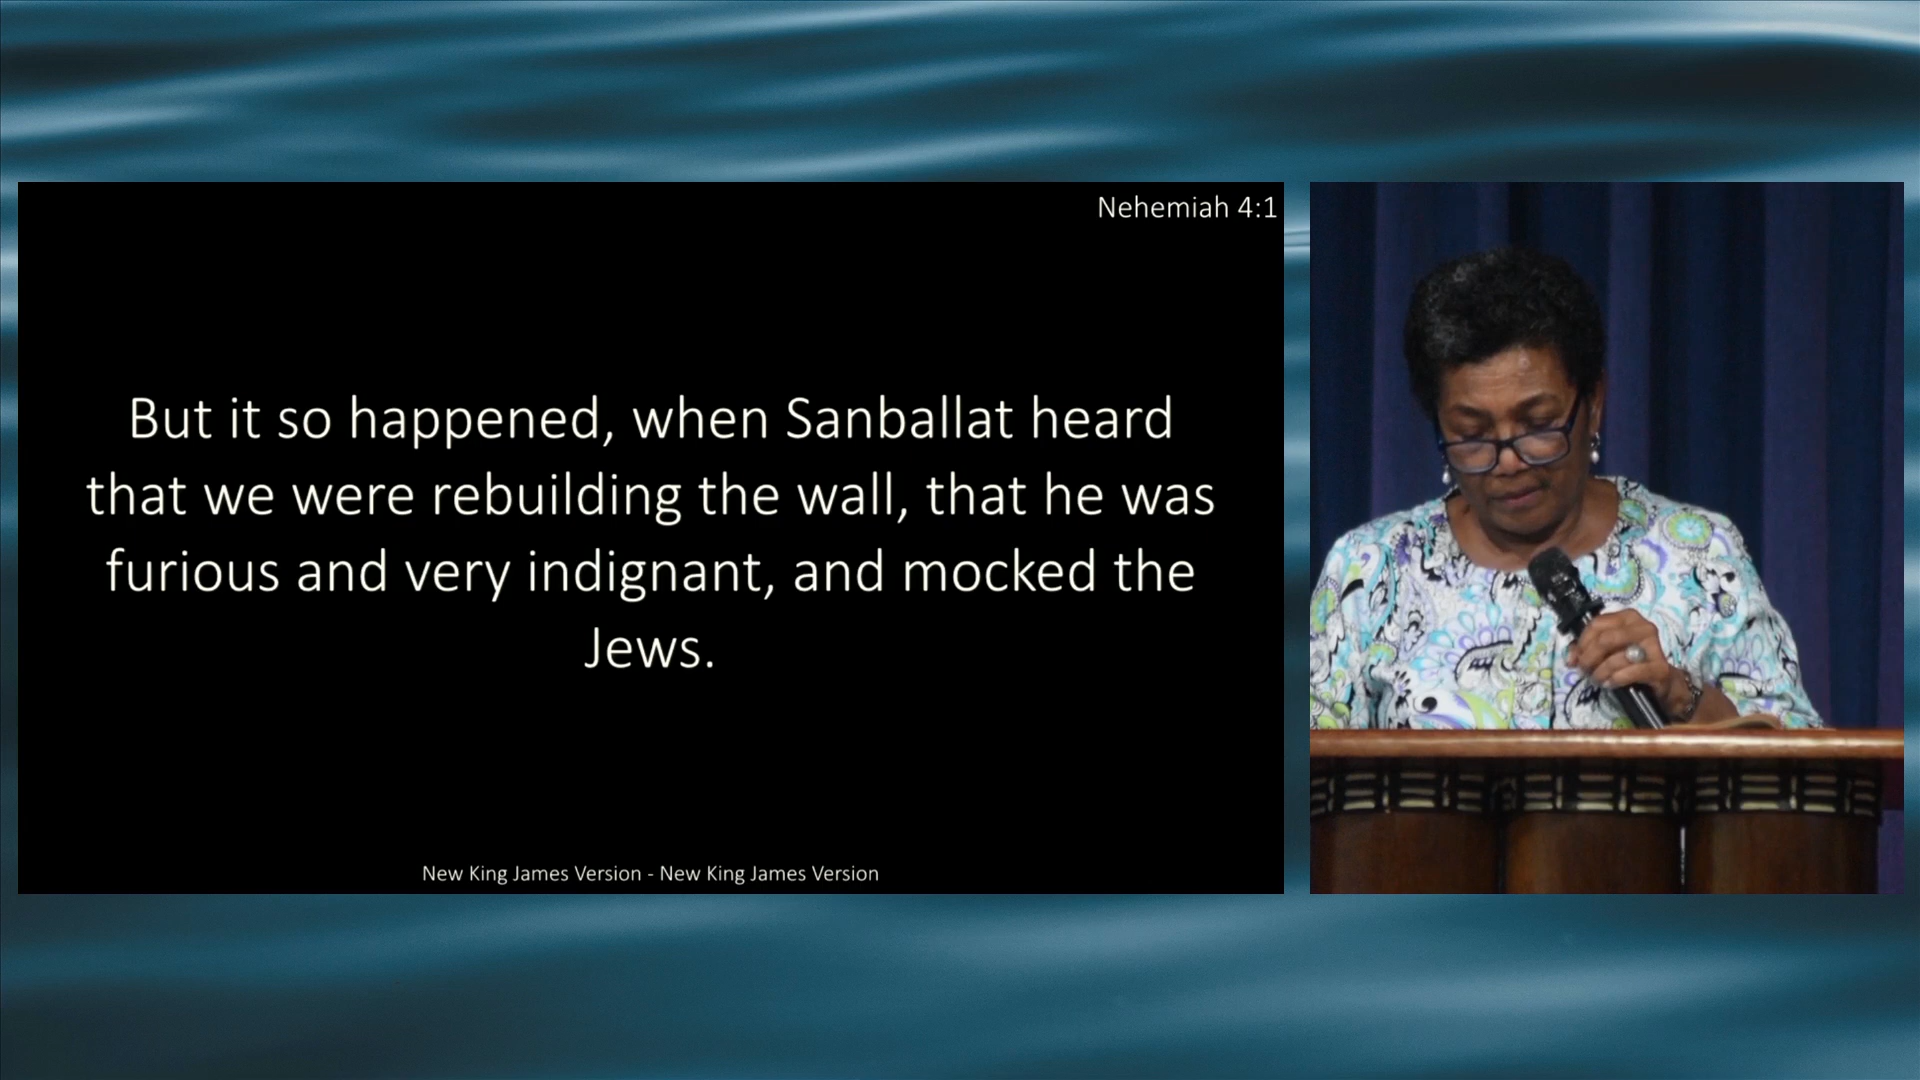 Nehemiah 4:1
But it so happened, when Sanballat heard
that we were rebuilding the wall, that he was
furious and very indignant, and mocked the
Jews.
New King James Version - New King James Version